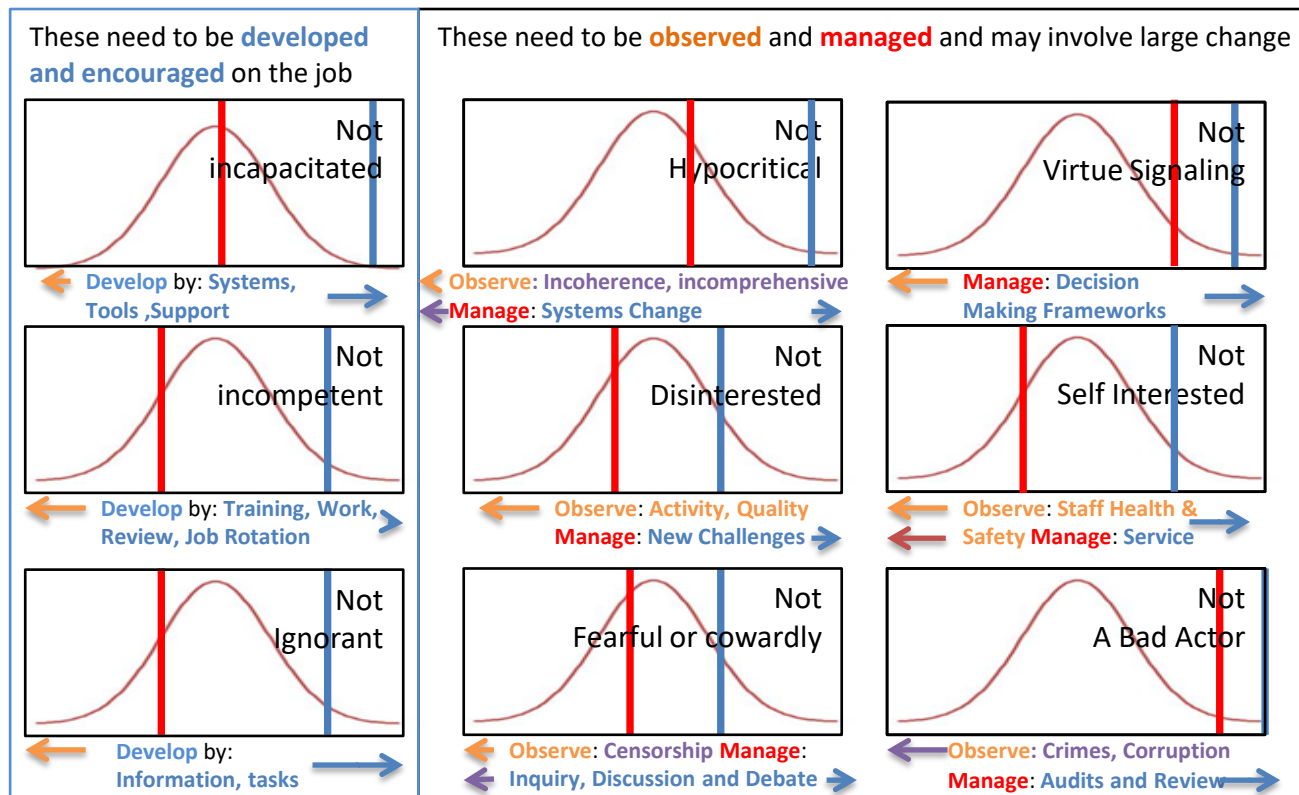 These need to be developed
and encouraged on the job
These need to be observed and managed and may involve large change
Not
incapacitated
Develop by: Systems,
Tools ,Support
Not
Hypocritical
Observe: Incoherence, incomprehensive
Manage: Systems Change
Not
Virtue Signaling
Manage: Decision
Making Frameworks
Not
incompetent
Develop by: Training, Work,
Review, Job Rotation
Not
Disinterested
Observe: Activity, Quality
Manage: New Challenges
Not
Self Interested
Observe: Staff Health &
Safety Manage: Service
Not
Ignorant
Develop by:
Information, tasks
Not
Fearful or cowardly
Observe: Censorship Manage:
Inquiry, Discussion and Debate
Not
A Bad Actor
Observe: Crimes, Corruption
Manage: Audits and Review